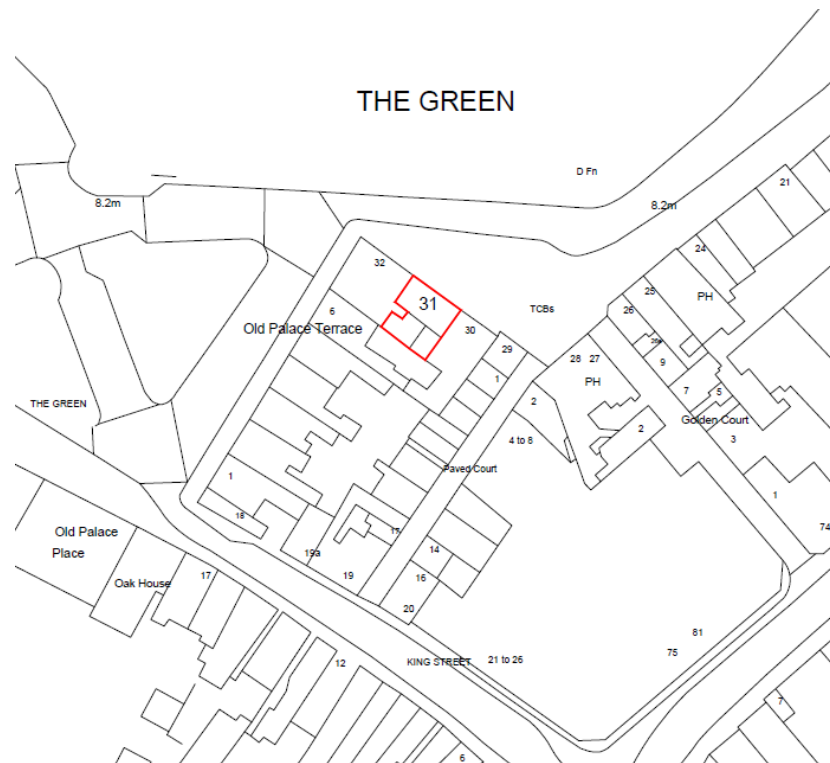 THE GREEN
D Fn
21
8.2m
8.2m
24
32
25
PH
31
26
TCBs
6
Old Palace Terrace
30
29
28 27
9
PH
1
7
5
THE GREEN
2
2
Golden Court
4 to 8
3
Paved Court
1
1
18
17
74
Old Palace
Place
19a
14
Oak House
17
19
16
20
81
12
KING STREET
21 to 26
75
7
6